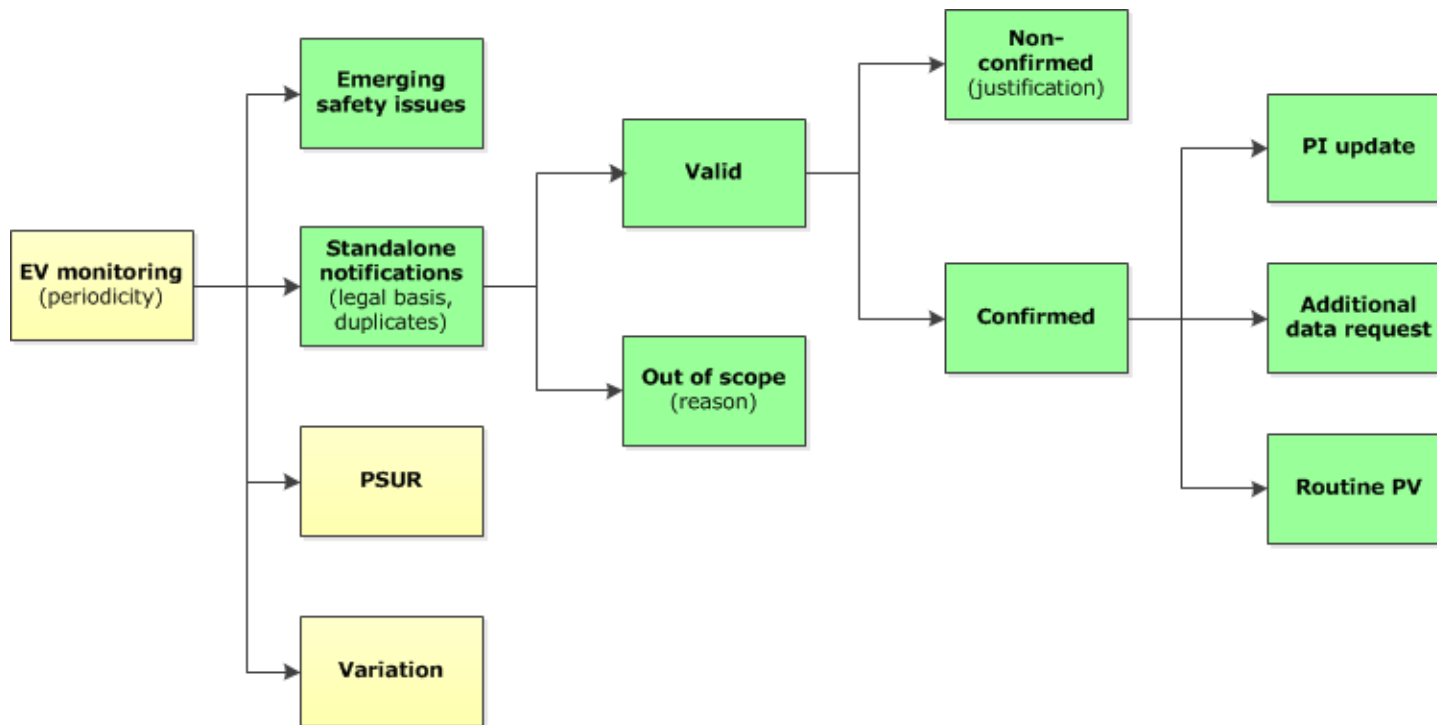 Emerging
safety issues
Non-
confirmed
(justification)
Valid
PI update
EV monitoring
(periodicity)
Standalone
notifications
(legal basis,
duplicates)
Confirmed
Additional
data request
Out of scope
(reason)
PSUR
Routine PV
Variation